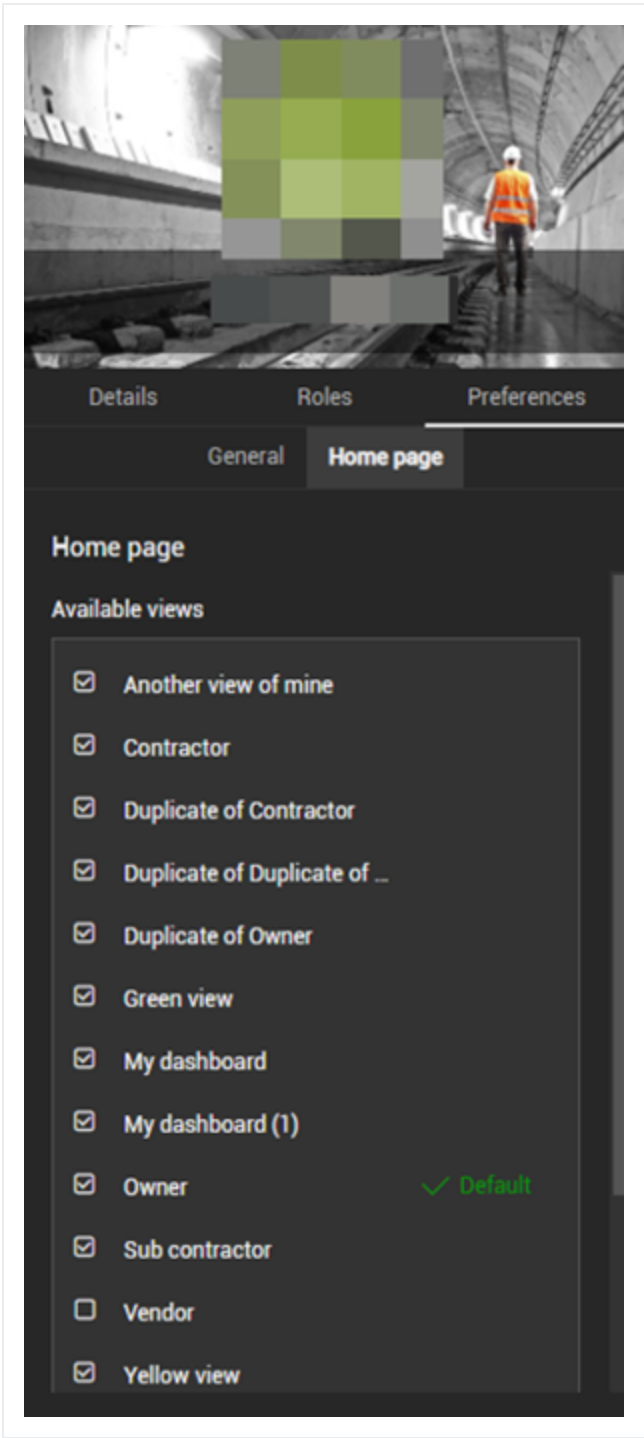 Details Roles Preferences
General Home page
Home page
Available views
Another view of mine
Contractor
Duplicate of Contractor
Duplicate of Duplicate of ...
Duplicate of Owner
Green view
My dashboard
My dashboard (1)
Owner Default
Sub contractor
Vendor
Yellow view